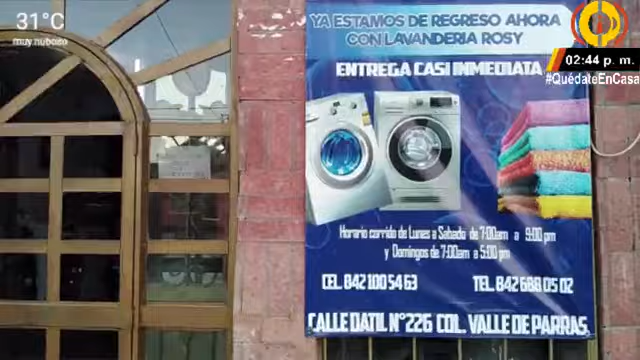 31°C
muy nuboso
02:44 p. m.
#QuédateEnCasa
YA ESTAMOS DE REGRESO AHORA
CON LAVANDERIA ROSY
ENTREGA CASI INMEDIATA
Horario corrido de Lunes a Sabado de 7:00am a 9:00 pm
y Domingos de 7:00am a 5:00 pm
CEL. 842 100 54 63 TEL. 842 688 05 02
CALLE DATIL N°226 COL. VALLE DE PARRAS.